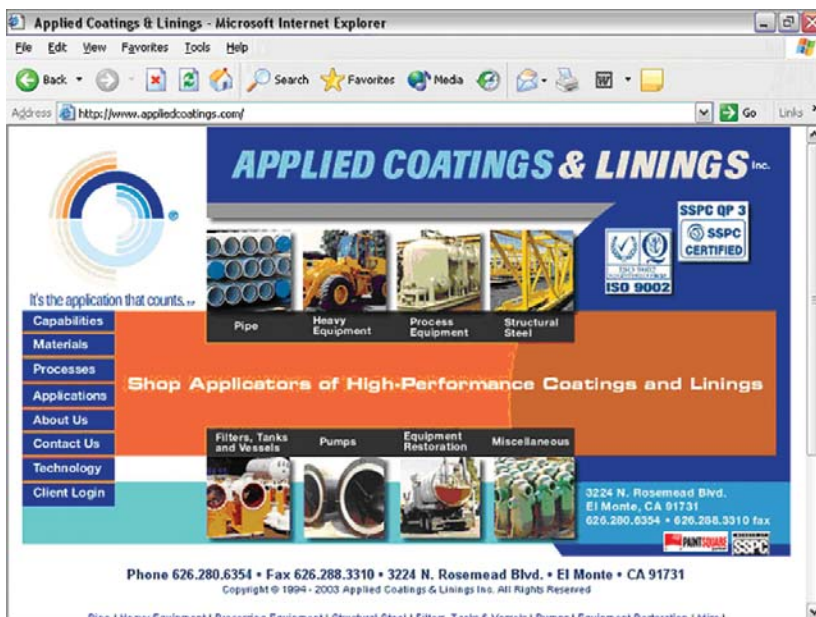 Applied Coatings & Linings - Microsoft Internet Explorer
File Edit View Favorites Tools Help
Back Search Favorites Media
Address http://www.appliedcoatings.com/ Go Links
APPLIED COATINGS & LININGS Inc.
SSPC QP 3
SSPC
CERTIFIED
ISO 9002
ISO 9002
It's the application that counts.
Pipe
Heavy
Equipment
Process
Equipment
Structural
Steel
Capabilities
Materials
Processes
Applications
About Us
Contact Us
Technology
Client Login
Shop Applicators of High-Performance Coatings and Linings
Filters, Tanks
and Vessels
Pumps
Equipment
Restoration
Miscellaneous
3224 N. Rosemead Blvd.
El Monte, CA 91731
626.280.6354 • 626.288.3310 fax
PAINTSQUARE
SSPC
Phone 626.280.6354 • Fax 626.288.3310 • 3224 N. Rosemead Blvd. • El Monte • CA 91731
Copyright © 1994 - 2003 Applied Coatings & Linings Inc. All Rights Reserved